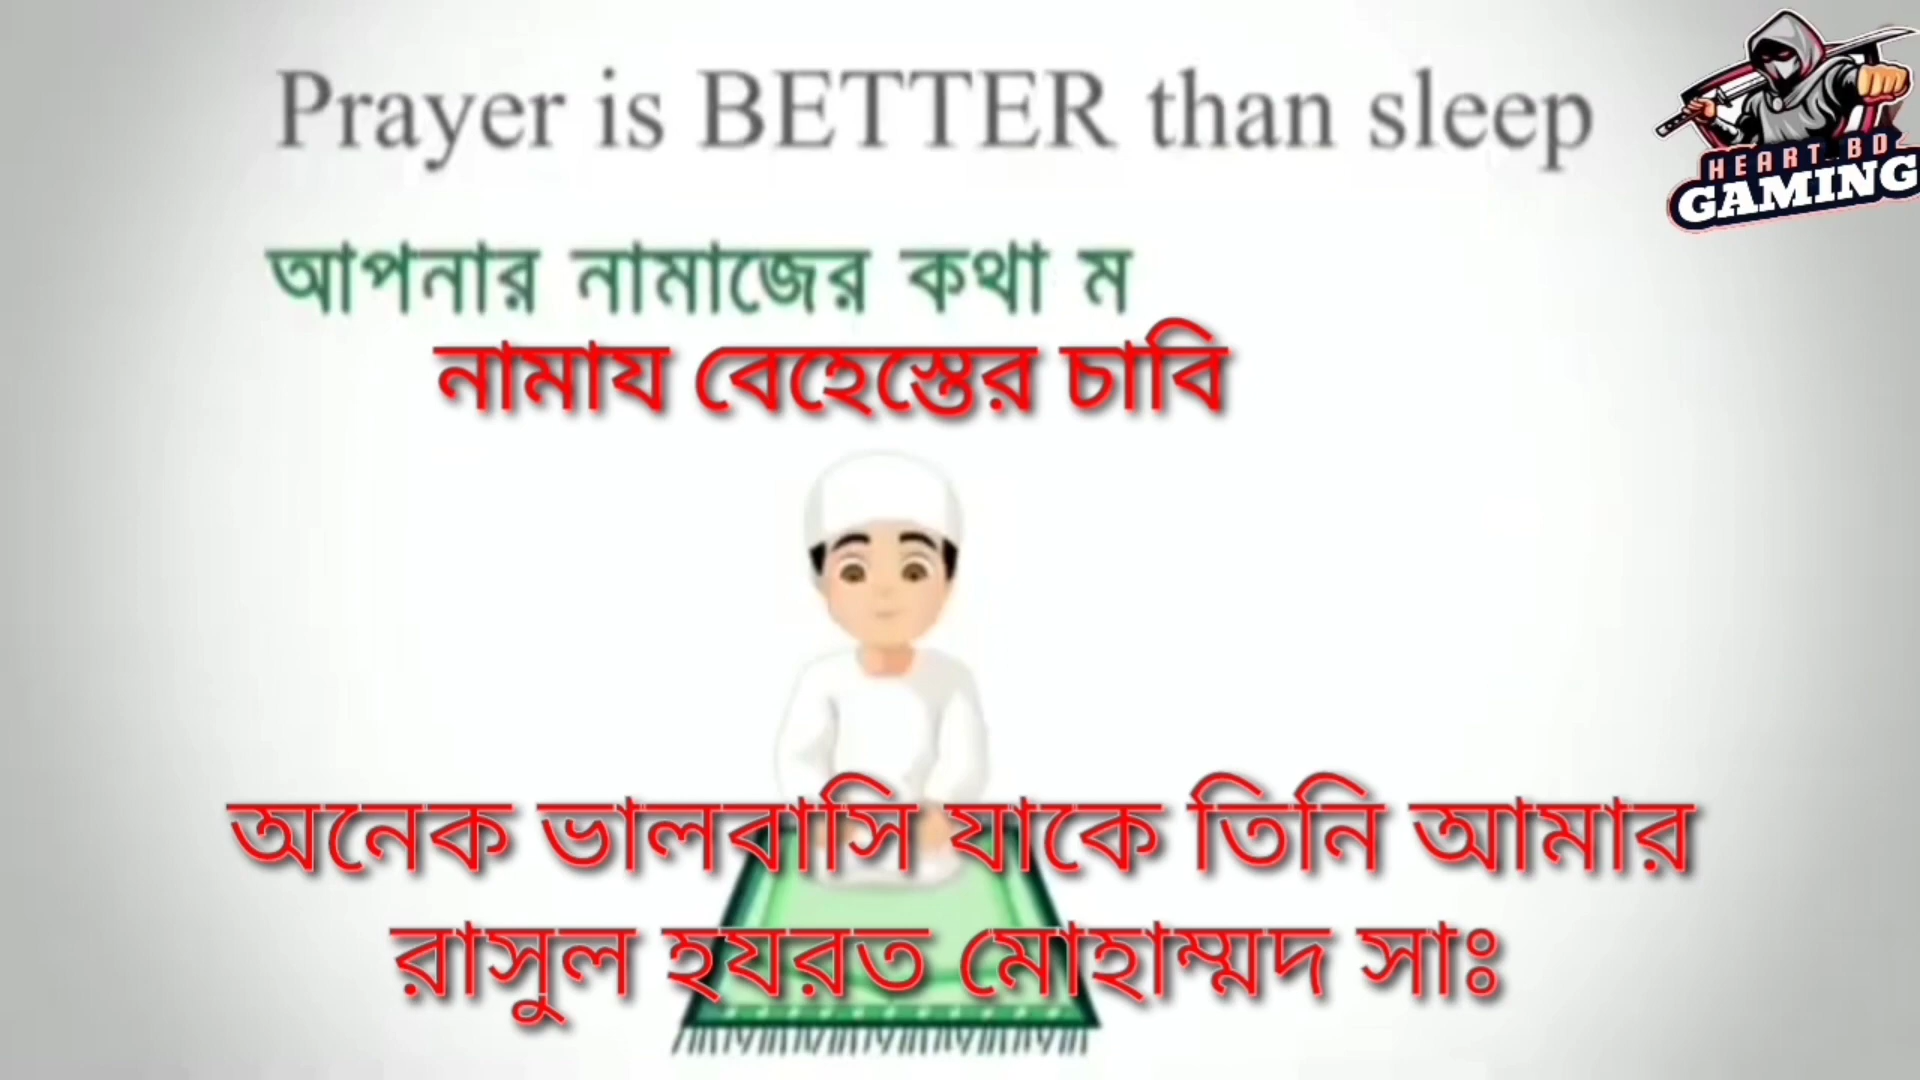 Prayer is BETTER than sleep
HEART BD
GAMING
আপনার নামাজের কথা ম
নামায বেহেস্তের চাবি
অনেক ভালবাসি যাকে তিনি আমার
রাসুল হযরত মোহাম্মদ সাঃ